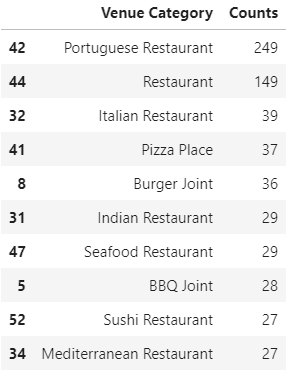 Venue Category Counts
42 Portuguese Restaurant 249
44 Restaurant 149
32 Italian Restaurant 39
41 Pizza Place 37
8 Burger Joint 36
31 Indian Restaurant 29
47 Seafood Restaurant 29
5 BBQ Joint 28
52 Sushi Restaurant 27
34 Mediterranean Restaurant 27